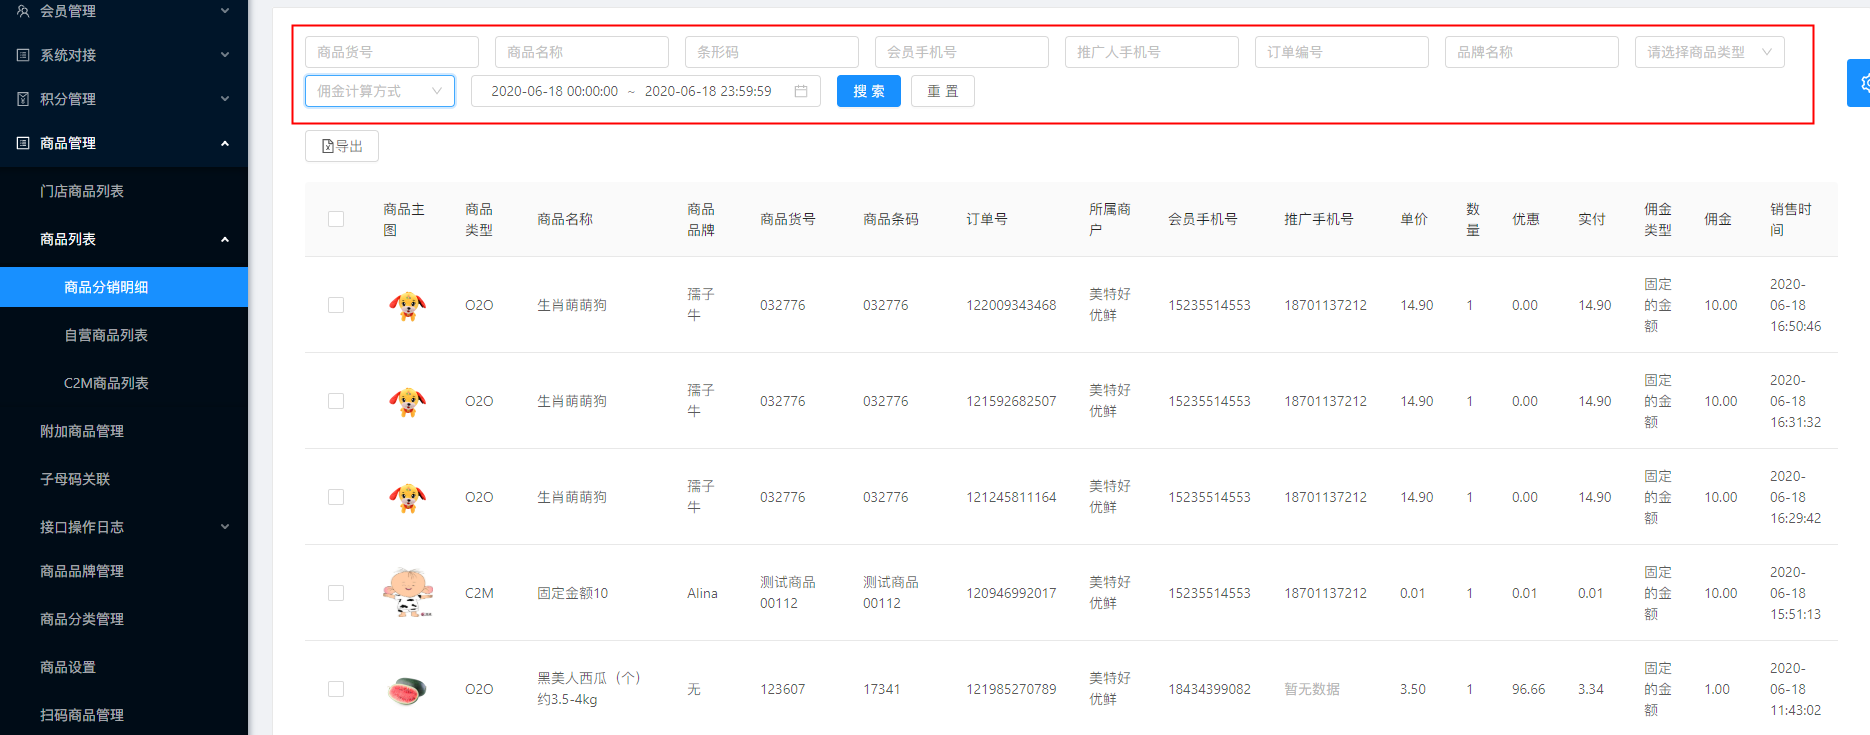 会员管理
系统对接
积分管理
商品管理
门店商品列表
商品列表
商品分销明细
自营商品列表
C2M商品列表
附加商品管理
子母码关联
接口操作日志
商品品牌管理
商品分类管理
商品设置
扫码商品管理
商品货号 商品名称 条形码 会员手机号 推广人手机号 订单编号 品牌名称 请选择商品类型
佣金计算方式 2020-06-18 00:00:00 ~ 2020-06-18 23:59:59 搜 索 重 置
导出
商品主
图
商品
类型
商品名称
商品
品牌
商品货号
商品条码
订单号
所属商
户
会员手机号
推广手机号
单价
数
量
优惠
实付
佣金
类型
佣金
销售时
间
O2O
生肖萌萌狗
孺子
牛
032776
032776
122009343468
美特好
优鲜
15235514553
18701137212
14.90
1
0.00
14.90
固定
的金
额
10.00
2020-
06-18
16:50:46
O2O
生肖萌萌狗
孺子
牛
032776
032776
121592682507
美特好
优鲜
15235514553
18701137212
14.90
1
0.00
14.90
固定
的金
额
10.00
2020-
06-18
16:31:32
O2O
生肖萌萌狗
孺子
牛
032776
032776
121245811164
美特好
优鲜
15235514553
18701137212
14.90
1
0.00
14.90
固定
的金
额
10.00
2020-
06-18
16:29:42
C2M
固定金额10
Alina
测试商品
00112
测试商品
00112
120946992017
美特好
优鲜
15235514553
18701137212
0.01
1
0.01
0.01
固定
的金
额
10.00
2020-
06-18
15:51:13
O2O
黑美人西瓜（个）
约3.5-4kg
无
123607
17341
121985270789
美特好
优鲜
18434399082
暂无数据
3.50
1
96.66
3.34
固定
的金
额
1.00
2020-
06-18
11:43:02